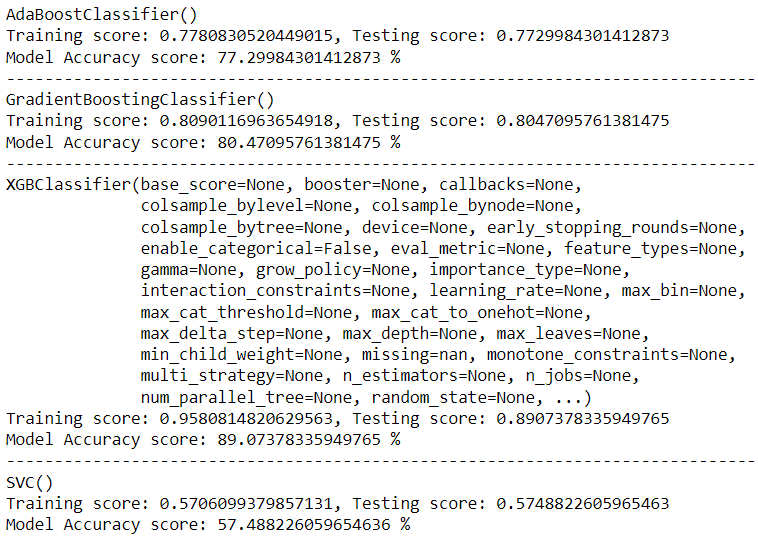 AdaBoostClassifier()
Training score: 0.7780830520449015, Testing score: 0.7729984301412873
Model Accuracy score: 77.29984301412873 %
------------------------------------------------------------------------------
GradientBoostingClassifier()
Training score: 0.8090116963654918, Testing score: 0.8047095761381475
Model Accuracy score: 80.47095761381475 %
------------------------------------------------------------------------------
XGBClassifier(base_score=None, booster=None, callbacks=None,
              colsample_bylevel=None, colsample_bynode=None,
              colsample_bytree=None, device=None, early_stopping_rounds=None,
              enable_categorical=False, eval_metric=None, feature_types=None,
              gamma=None, grow_policy=None, importance_type=None,
              interaction_constraints=None, learning_rate=None, max_bin=None,
              max_cat_threshold=None, max_cat_to_onehot=None,
              max_delta_step=None, max_depth=None, max_leaves=None,
              min_child_weight=None, missing=nan, monotone_constraints=None,
              multi_strategy=None, n_estimators=None, n_jobs=None,
              num_parallel_tree=None, random_state=None, ...)
Training score: 0.9580814820629563, Testing score: 0.8907378335949765
Model Accuracy score: 89.07378335949765 %
------------------------------------------------------------------------------
SVC()
Training score: 0.5706099379857131, Testing score: 0.5748822605965463
Model Accuracy score: 57.488226059654636 %